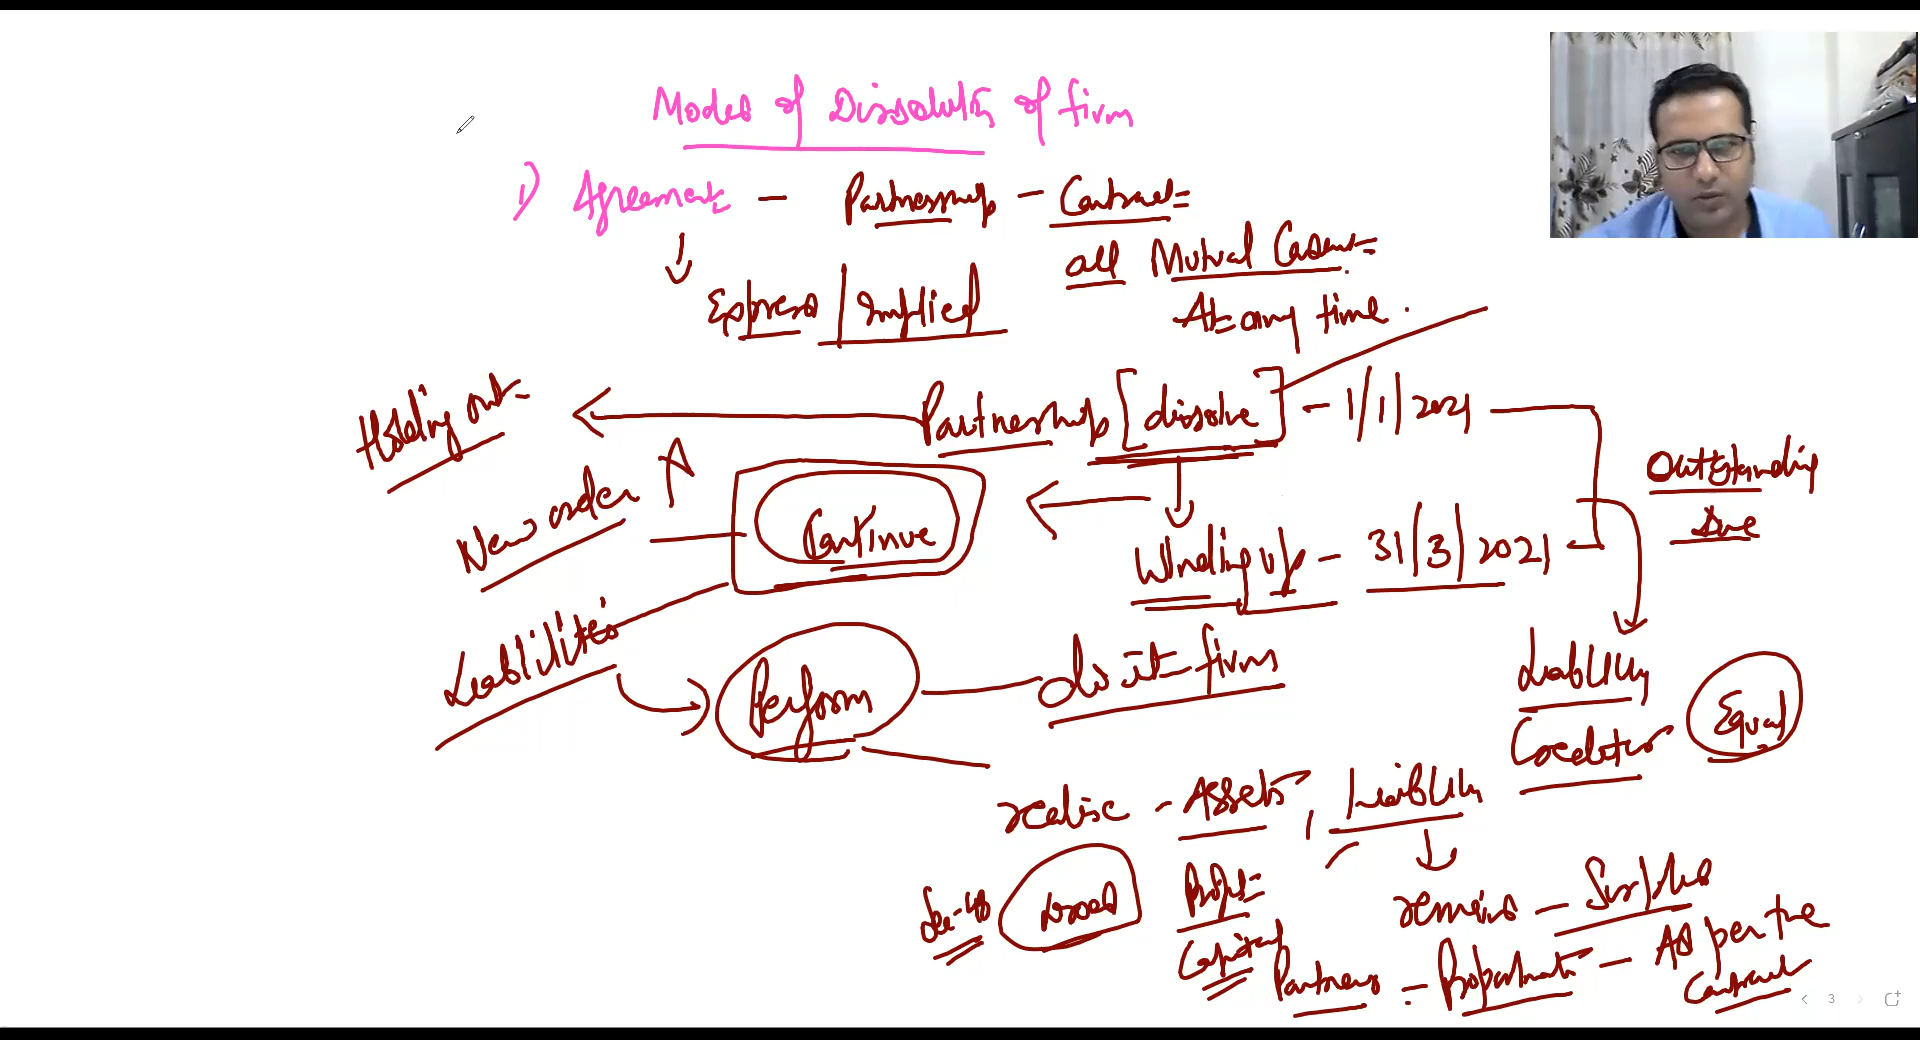 Modes of Dissolution of firm
1) Agreement - Partnership - Contract
all Mutual Consent
Express / Implied
At any time.
Partnership [dissolve] - 1/1/2021
Holding out
Outstanding
Due
New order
Continue
Winding up - 31/3/2021
Liabilities
Perform
firm
Liability
Creditor
Equal
realise - Assets, Liability
Sec-48
Losses
Profit
Capital
remains - Surplus
Partners - Proportionate - As per the
Contract
3